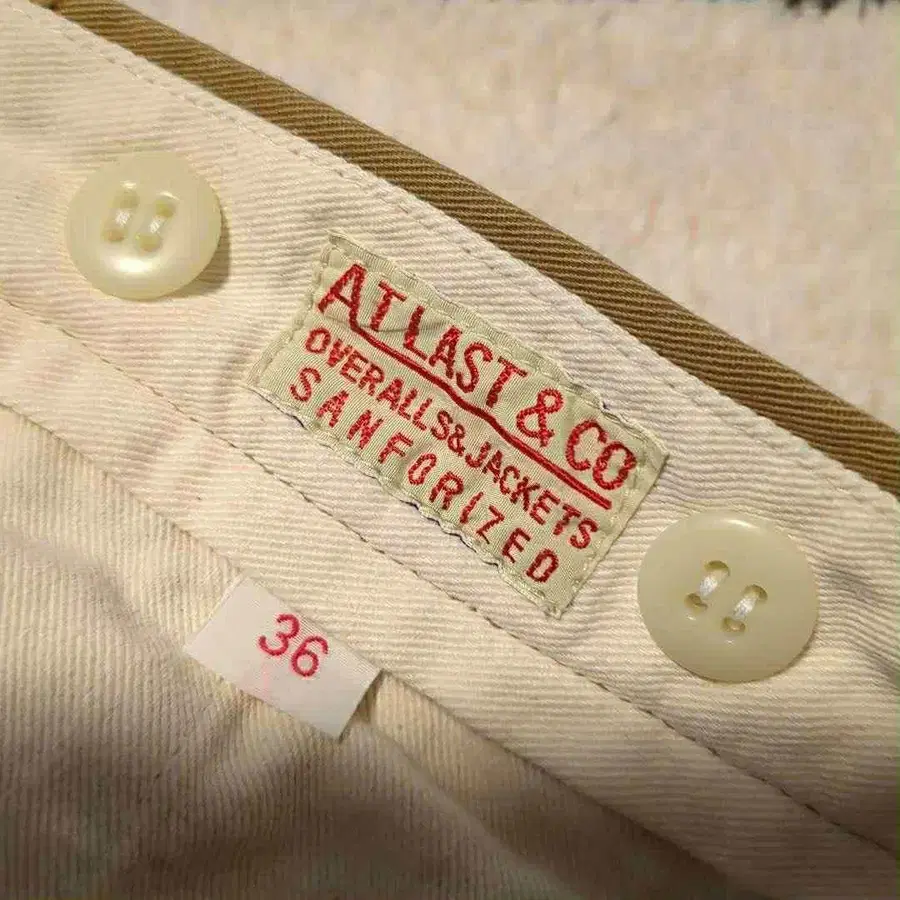 AT LAST & CO
OVERALLS & JACKETS
SANFORIZED
36